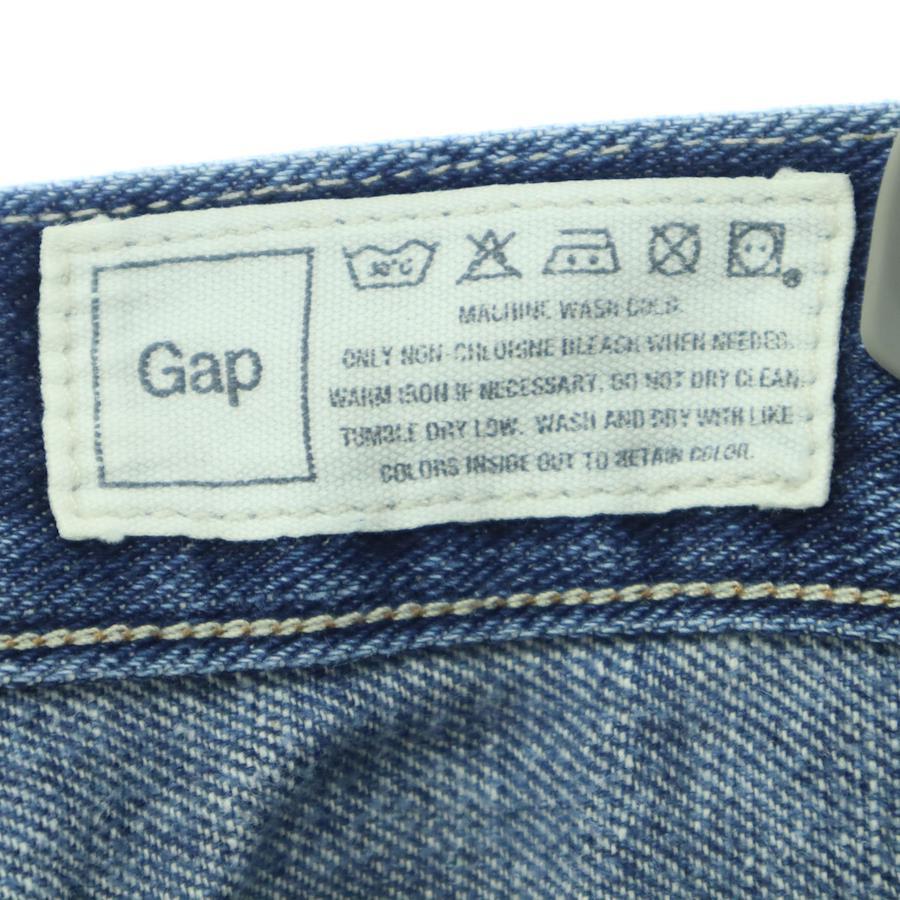 Gap
30°C
MACHINE WASH COLD.
ONLY NON-CHLORINE BLEACH WHEN NEEDED.
WARM IRON IF NECESSARY. DO NOT DRY CLEAN.
TUMBLE DRY LOW. WASH AND DRY WITH LIKE
COLORS INSIDE OUT TO RETAIN COLOR.